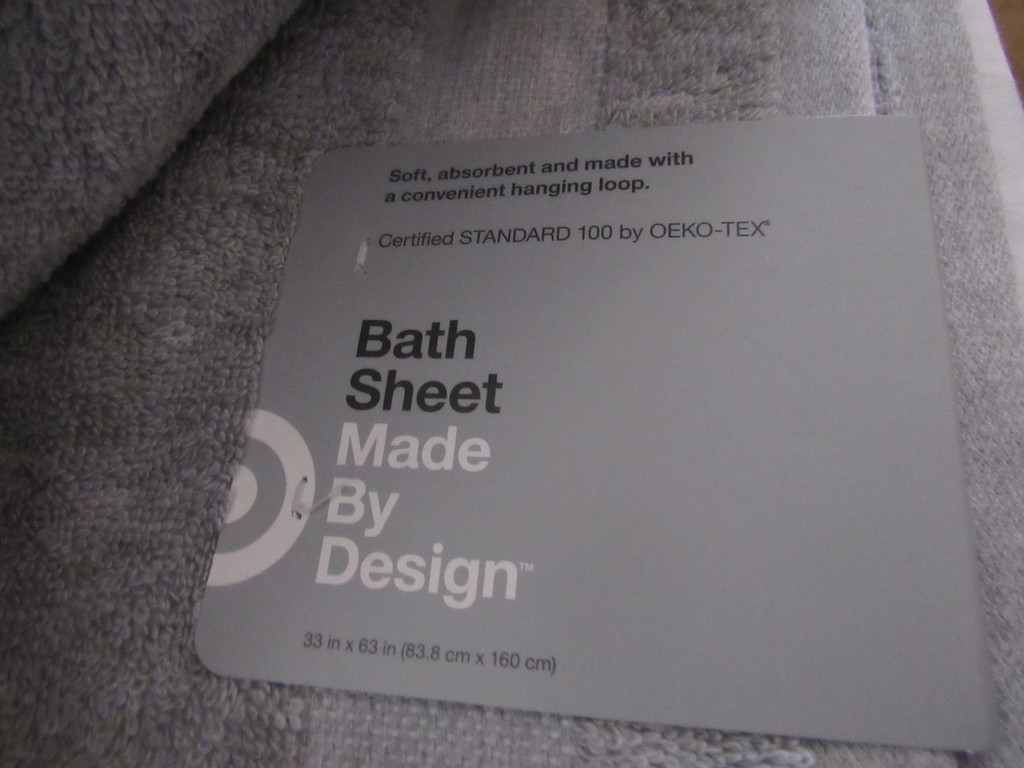 Soft, absorbent and made with
a convenient hanging loop.
Certified STANDARD 100 by OEKO-TEX®
Bath
Sheet
Made
By
Design™
33 in x 63 in (83.8 cm x 160 cm)